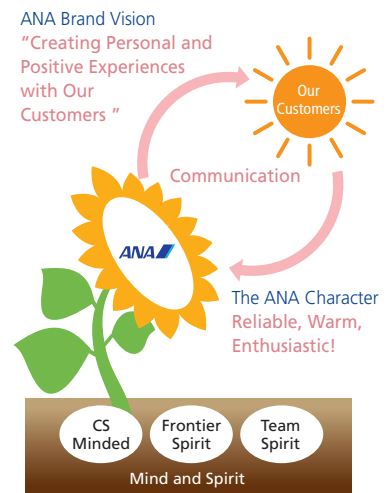 ANA Brand Vision
“Creating Personal and
Positive Experiences
with Our
Customers ”
Our
Customers
Communication
ANA
The ANA Character
Reliable, Warm,
Enthusiastic!
CS
Minded
Frontier
Spirit
Team
Spirit
Mind and Spirit